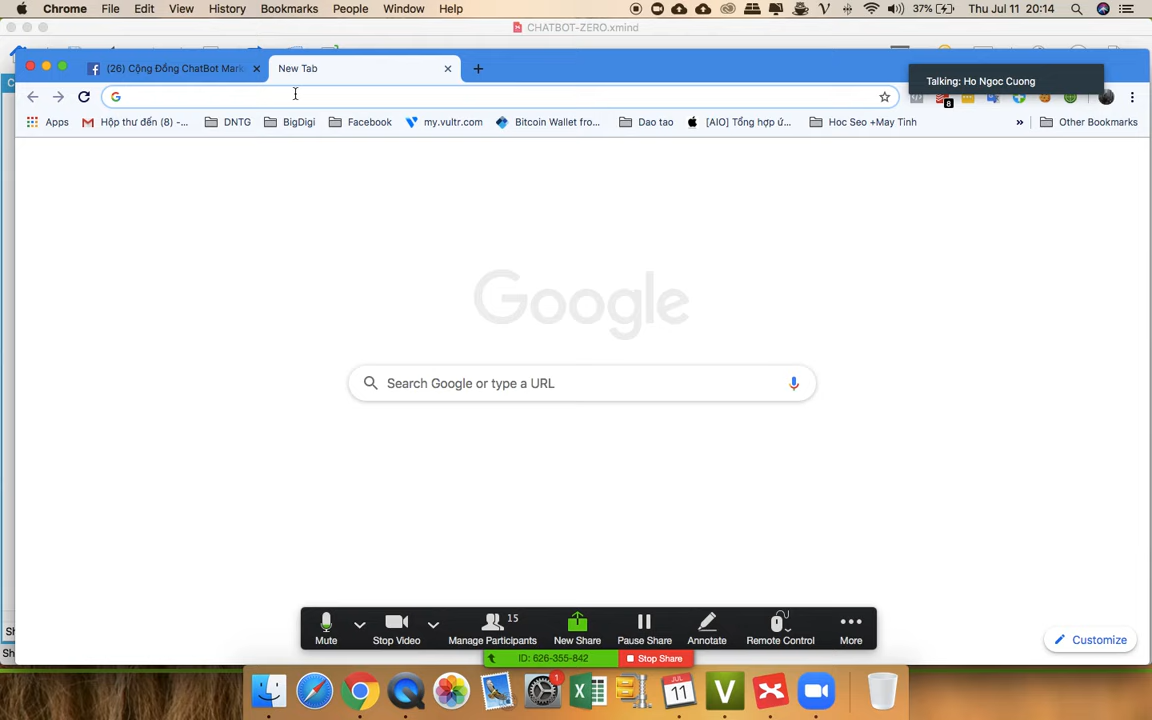 Chrome File Edit View History Bookmarks People Window Help 37% Thu Jul 11 20:14
CHATBOT-ZERO.xmind
(26) Cộng Đồng ChatBot Mark
New Tab
Talking: Ho Ngoc Cuong
8
Apps Hộp thư đến (8) -... DNTG BigDigi Facebook my.vultr.com Bitcoin Wallet fro... Dao tao [AIO] Tổng hợp ứ... Hoc Seo +May Tinh » Other Bookmarks
Google
Search Google or type a URL
15
Mute Stop Video Manage Participants New Share Pause Share Annotate Remote Control More
Customize
ID: 626-355-842 Stop Share
1
JUL
11